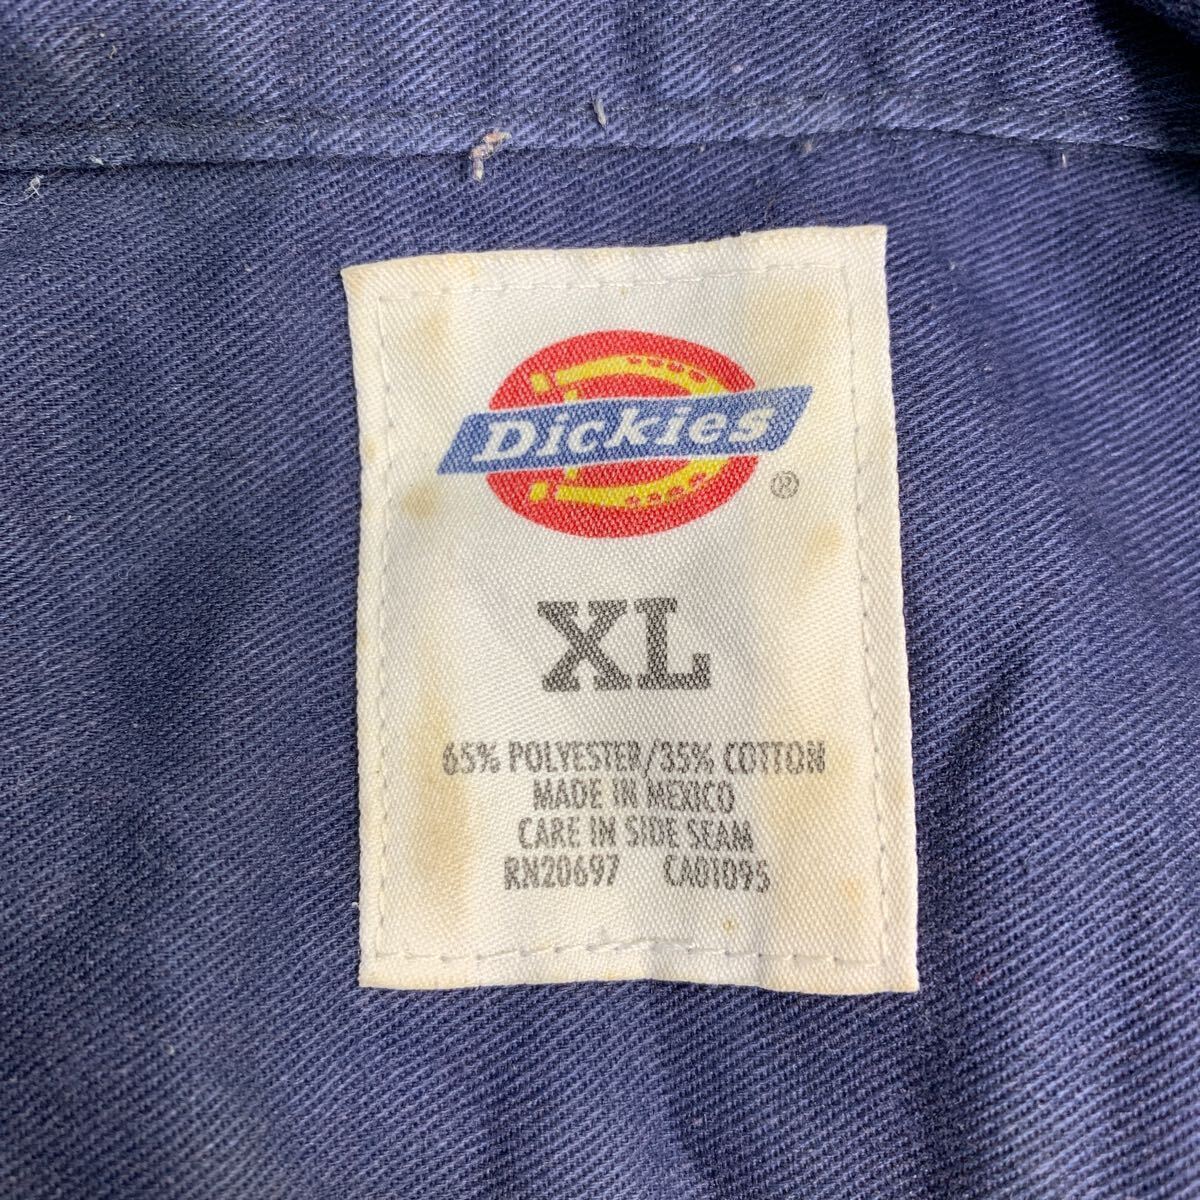 Dickies
®
XL
65% POLYESTER/35% COTTON
MADE IN MEXICO
CARE IN SIDE SEAM
RN20697 CA01095